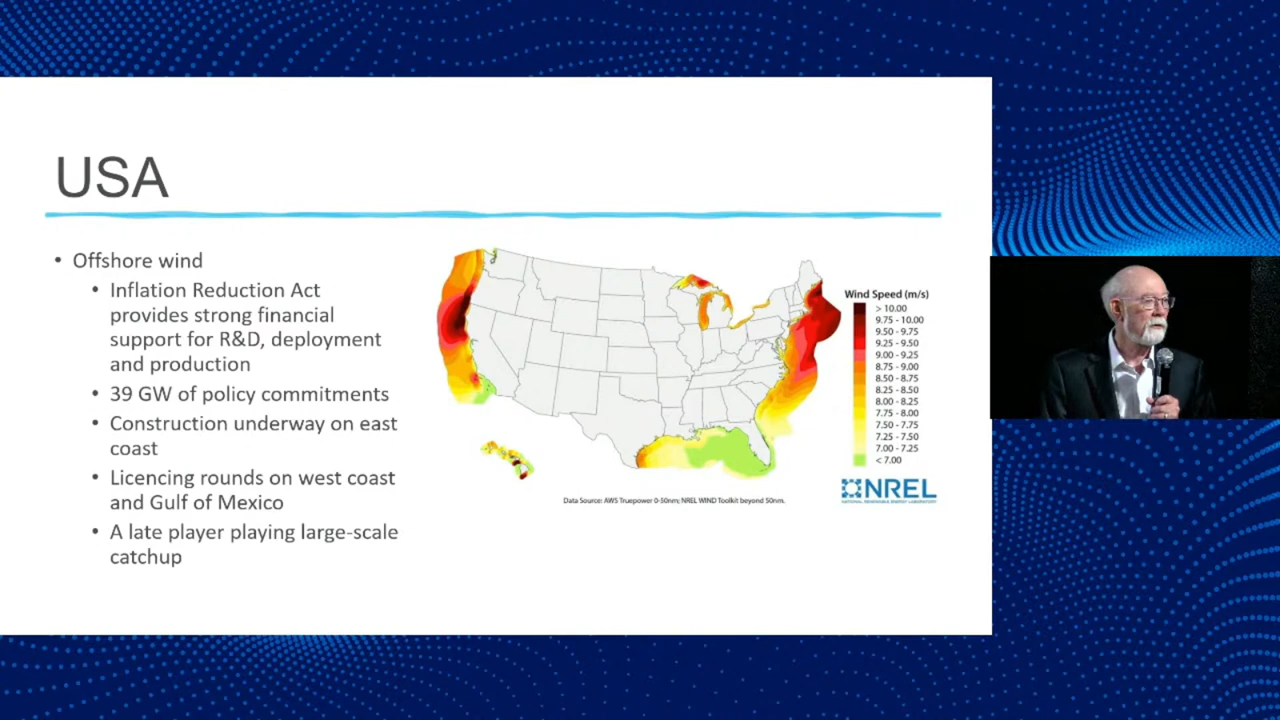 USA
• Offshore wind
• Inflation Reduction Act
provides strong financial
support for R&D, deployment
and production
• 39 GW of policy commitments
• Construction underway on east
coast
• Licencing rounds on west coast
and Gulf of Mexico
• A late player playing large-scale
catchup
Wind Speed (m/s)
> 10.00
9.75 - 10.00
9.50 - 9.75
9.25 - 9.50
9.00 - 9.25
8.75 - 9.00
8.50 - 8.75
8.25 - 8.50
8.00 - 8.25
7.75 - 8.00
7.50 - 7.75
7.25 - 7.50
7.00 - 7.25
< 7.00
NREL
NATIONAL RENEWABLE ENERGY LABORATORY
Data Source: AWS Truepower 0-50nm; NREL WIND Toolkit beyond 50nm.